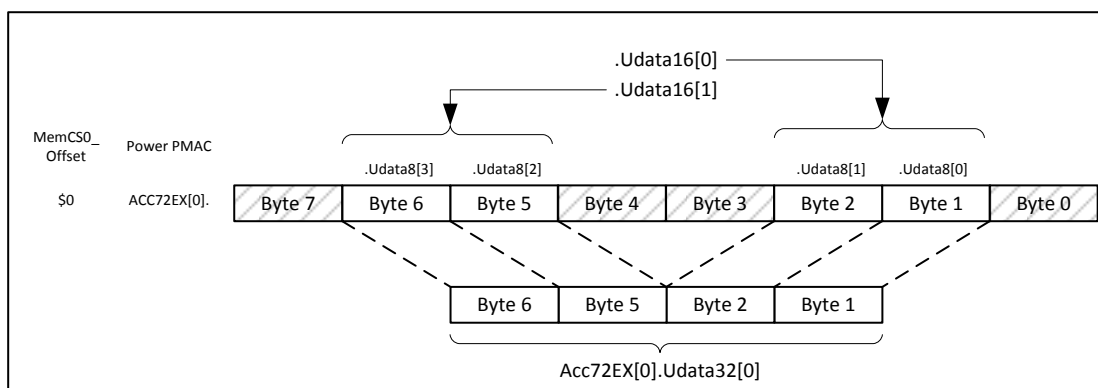 .Udata16[0]
.Udata16[1]
MemCS0_
Offset
Power PMAC
.Udata8[3] .Udata8[2] .Udata8[1] .Udata8[0]
$0 ACC72EX[0]. Byte 7 Byte 6 Byte 5 Byte 4 Byte 3 Byte 2 Byte 1 Byte 0
Byte 6 Byte 5 Byte 2 Byte 1
Acc72EX[0].Udata32[0]